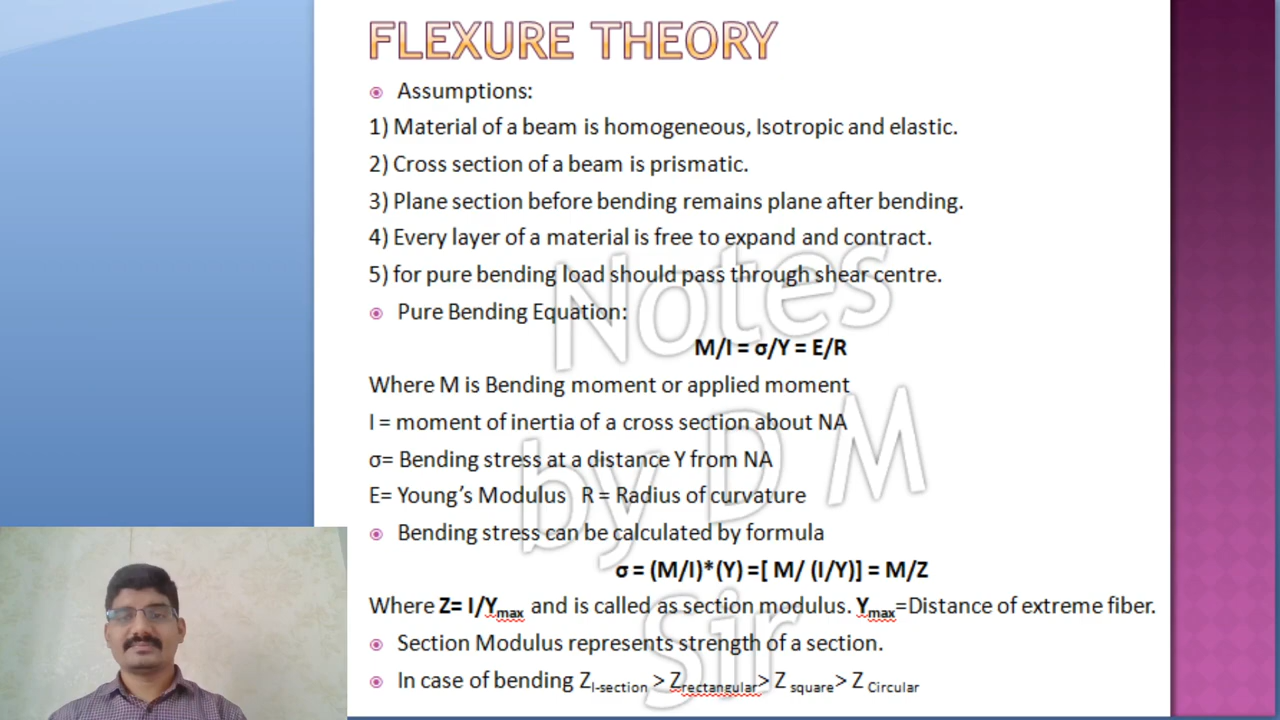 FLEXURE THEORY
Assumptions:
1) Material of a beam is homogeneous, Isotropic and elastic.
2) Cross section of a beam is prismatic.
3) Plane section before bending remains plane after bending.
4) Every layer of a material is free to expand and contract.
5) for pure bending load should pass through shear centre.
Pure Bending Equation:
M/I = σ/Y = E/R
Where M is Bending moment or applied moment
I = moment of inertia of a cross section about NA
σ= Bending stress at a distance Y from NA
E= Young’s Modulus R = Radius of curvature
Bending stress can be calculated by formula
σ = (M/I)*(Y) =[ M/ (I/Y)] = M/Z
Where Z= I/Ymax and is called as section modulus. Ymax=Distance of extreme fiber.
Section Modulus represents strength of a section.
In case of bending ZI-section > Zrectangular> Z square> Z Circular
Notes
by D M
Sir